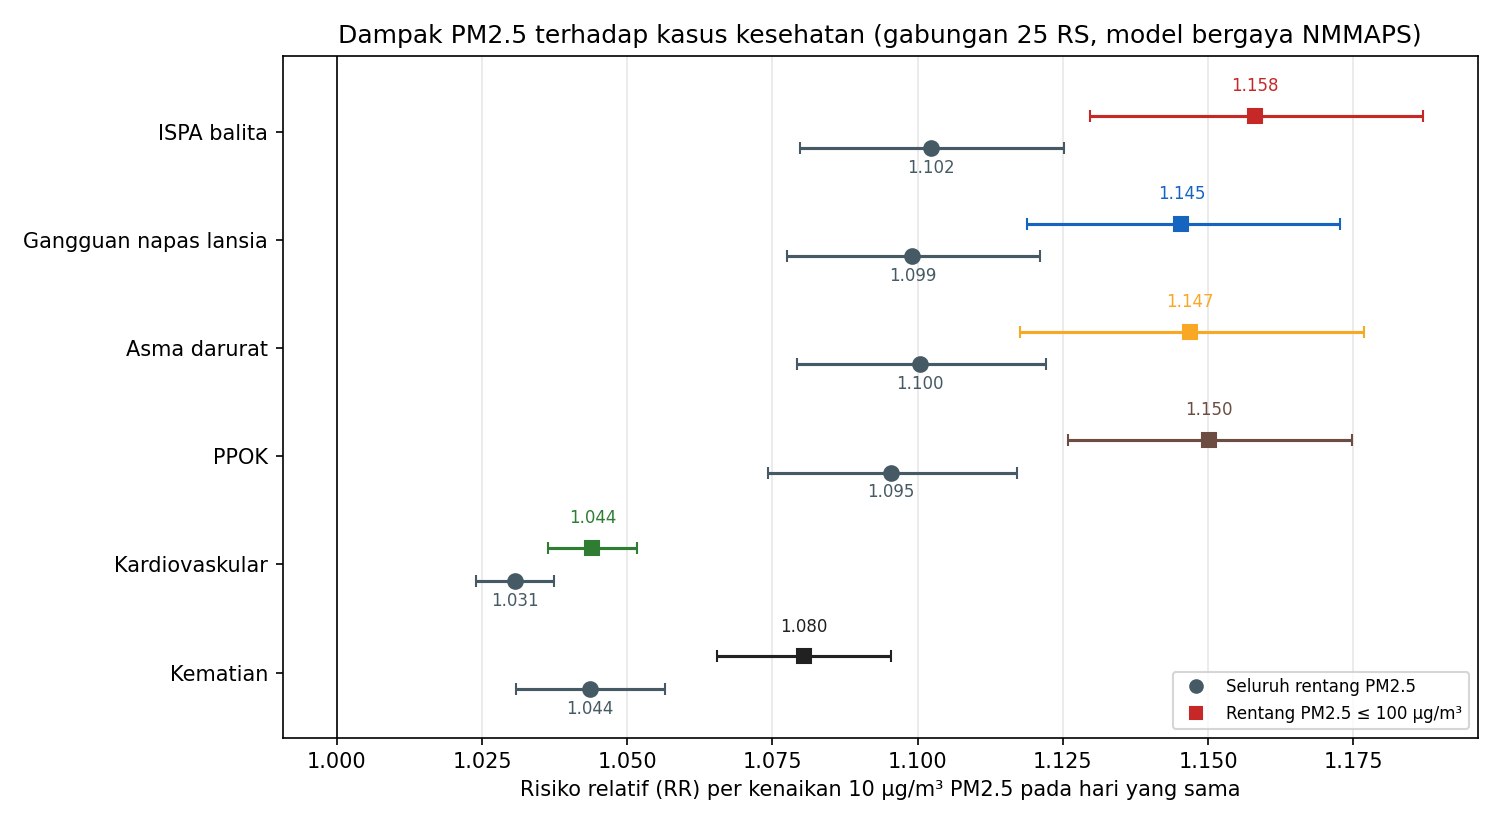 Dampak PM2.5 terhadap kasus kesehatan (gabungan 25 RS, model bergaya NMMAPS)
ISPA balita
1.158
1.102
Gangguan napas lansia
1.145
1.099
Asma darurat
1.147
1.100
PPOK
1.150
1.095
Kardiovaskular
1.044
1.031
Kematian
1.080
1.044
Seluruh rentang PM2.5
Rentang PM2.5 ≤ 100 µg/m³
1.000 1.025 1.050 1.075 1.100 1.125 1.150 1.175
Risiko relatif (RR) per kenaikan 10 µg/m³ PM2.5 pada hari yang sama